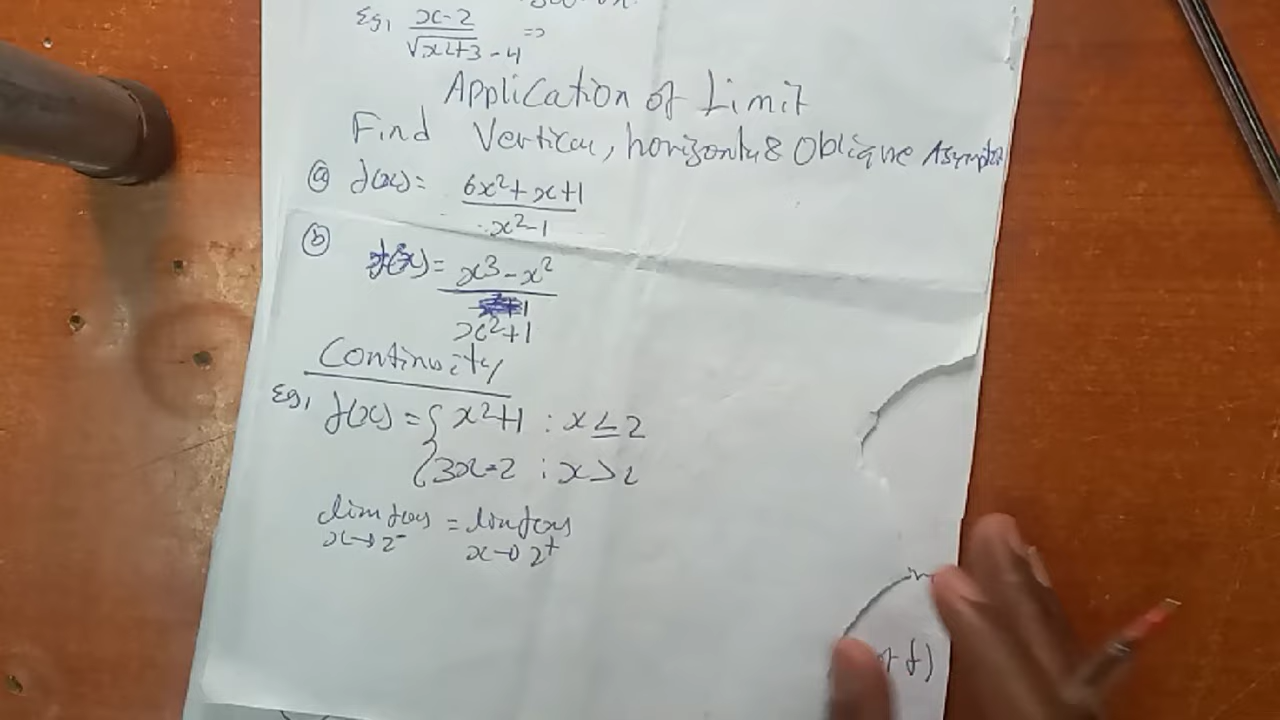 Eg, x-2 / √x2+3 - 4 =>
Application of Limit
Find Vertical, horizontal & Oblique Asymptotes
(a) f(x) = 6x²+x+1 / x²-1
(b) f(x) = x³-x² / x²+1
Continuity
Eg, f(x) = { x²+1 : x ≤ 2
{ 3x-2 : x > 2
lim f(x) = lim f(x)
x→2⁻ x→2⁺
of f)